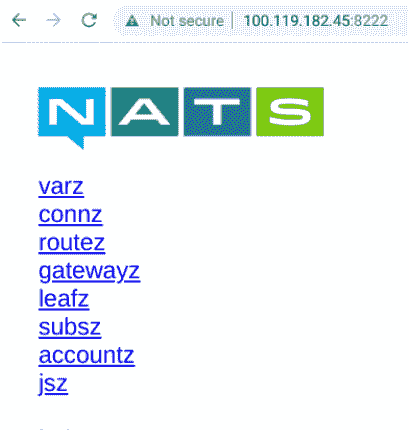 Not secure 100.119.182.45:8222
NATS
varz
connz
routez
gatewayz
leafz
subsz
accountz
jsz